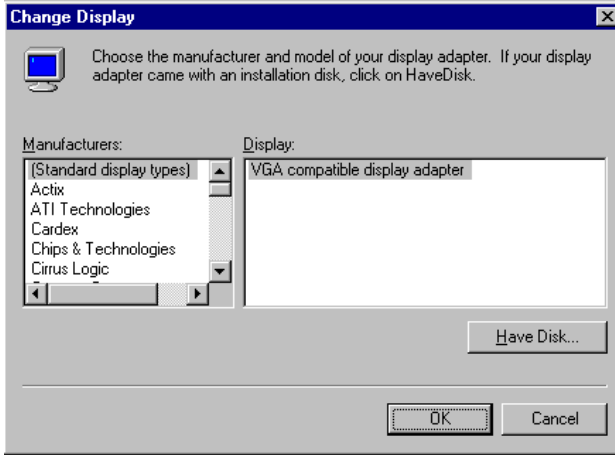 Change Display
Choose the manufacturer and model of your display adapter. If your display
adapter came with an installation disk, click on HaveDisk.
Manufacturers:
(Standard display types)
Actix
ATI Technologies
Cardex
Chips & Technologies
Cirrus Logic
Display:
VGA compatible display adapter
Have Disk...
OK
Cancel